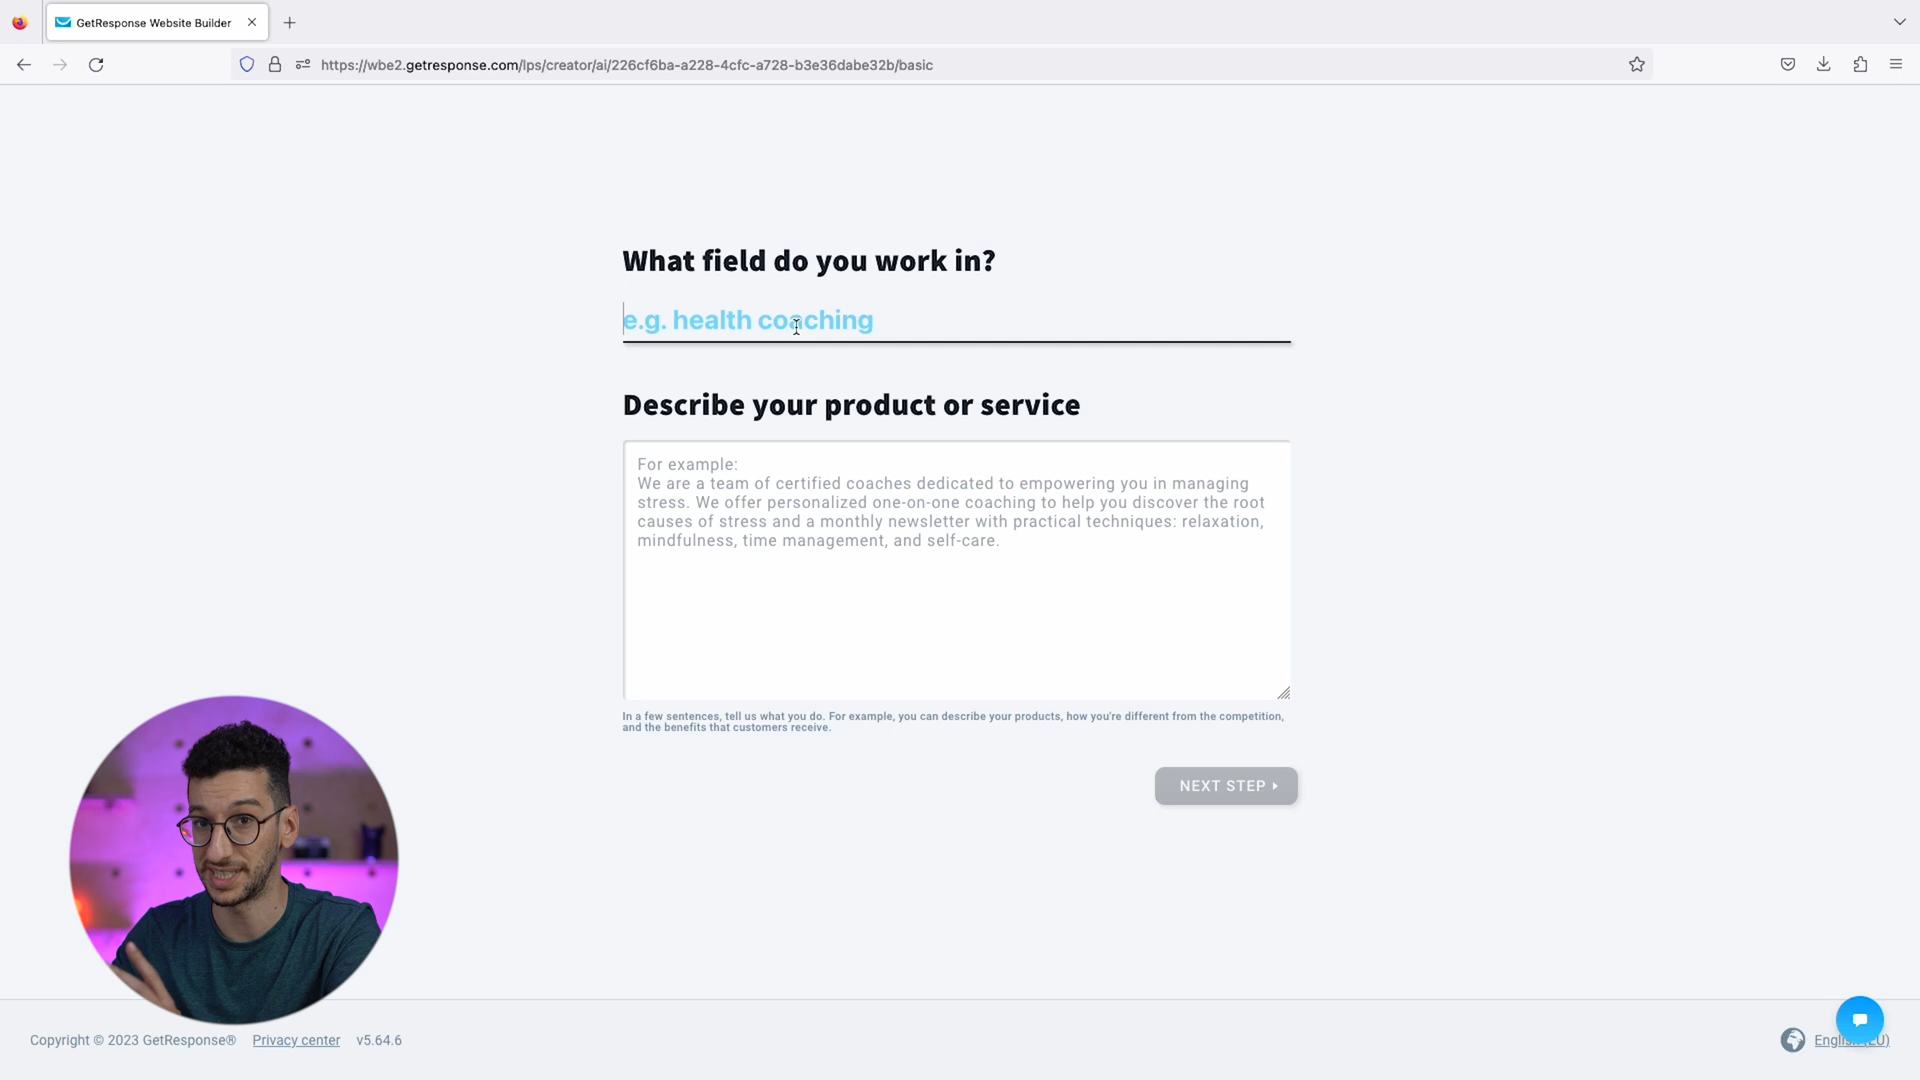 GetResponse Website Builder
https://wbe2.getresponse.com/lps/creator/ai/226cf6ba-a228-4cfc-a728-b3e36dabe32b/basic
What field do you work in?
e.g. health coaching
Describe your product or service
For example:
We are a team of certified coaches dedicated to empowering you in managing
stress. We offer personalized one-on-one coaching to help you discover the root
causes of stress and a monthly newsletter with practical techniques: relaxation,
mindfulness, time management, and self-care.
In a few sentences, tell us what you do. For example, you can describe your products, how you're different from the competition,
and the benefits that customers receive.
NEXT STEP
Copyright © 2023 GetResponse® Privacy center v5.64.6